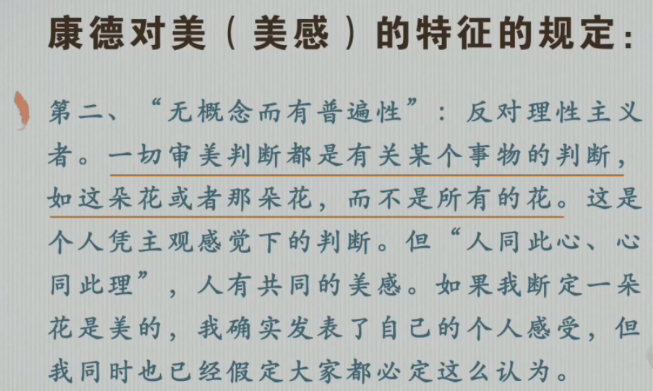 康德对美（美感）的特征的规定：
第二、“无概念而有普遍性”：反对理性主义
者。一切审美判断都是有关某个事物的判断，
如这朵花或者那朵花，而不是所有的花。这是
个人凭主观感觉下的判断。但“人同此心、心
同此理”，人有共同的美感。如果我断定一朵
花是美的，我确实发表了自己的个人感受，但
我同时也已经假定大家都必定这么认为。